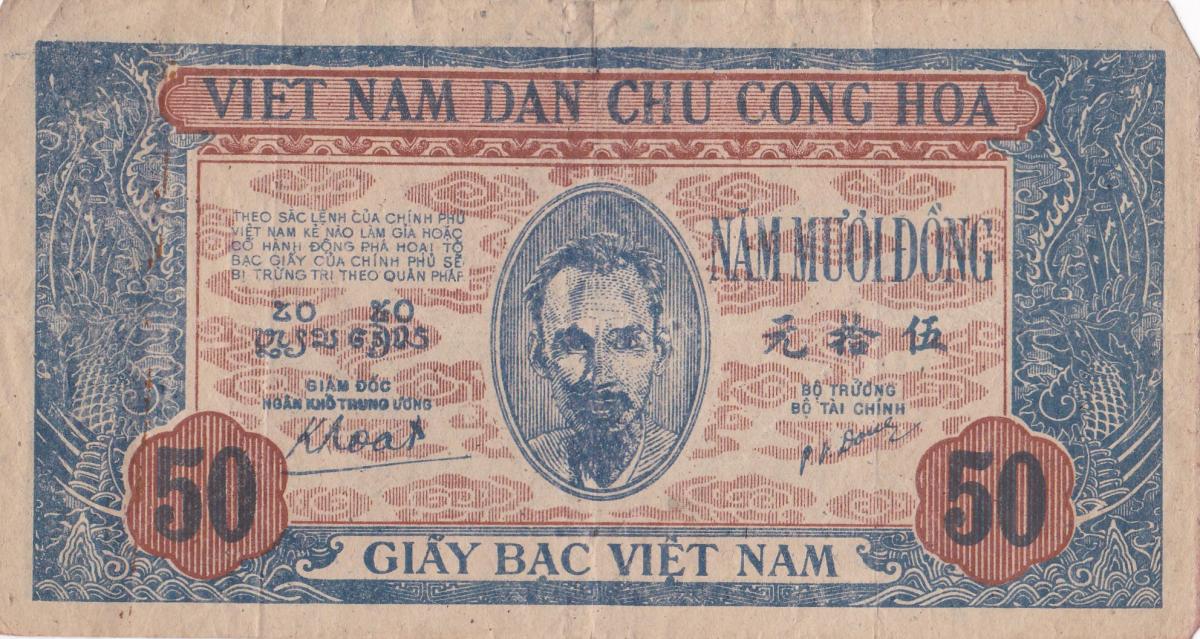 VIET NAM DAN CHU CONG HOA
THEO SẮC LỆNH CỦA CHÍNH PHỦ
VIỆT NAM KẺ NÀO LÀM GIẢ HOẶC
CÓ HÀNH ĐỘNG PHÁ HOẠI TỜ
BẠC GIẤY CỦA CHÍNH PHỦ SẼ
BỊ TRỪNG TRỊ THEO QUÂN PHÁP
NĂM MƯƠI ĐỒNG
元拾伍
GIÁM ĐỐC
NGÂN KHỐ TRUNG ƯƠNG
Khoat
BỘ TRƯỞNG
BỘ TÀI CHÍNH
P. V. Đong
50
50
GIẤY BẠC VIỆT NAM